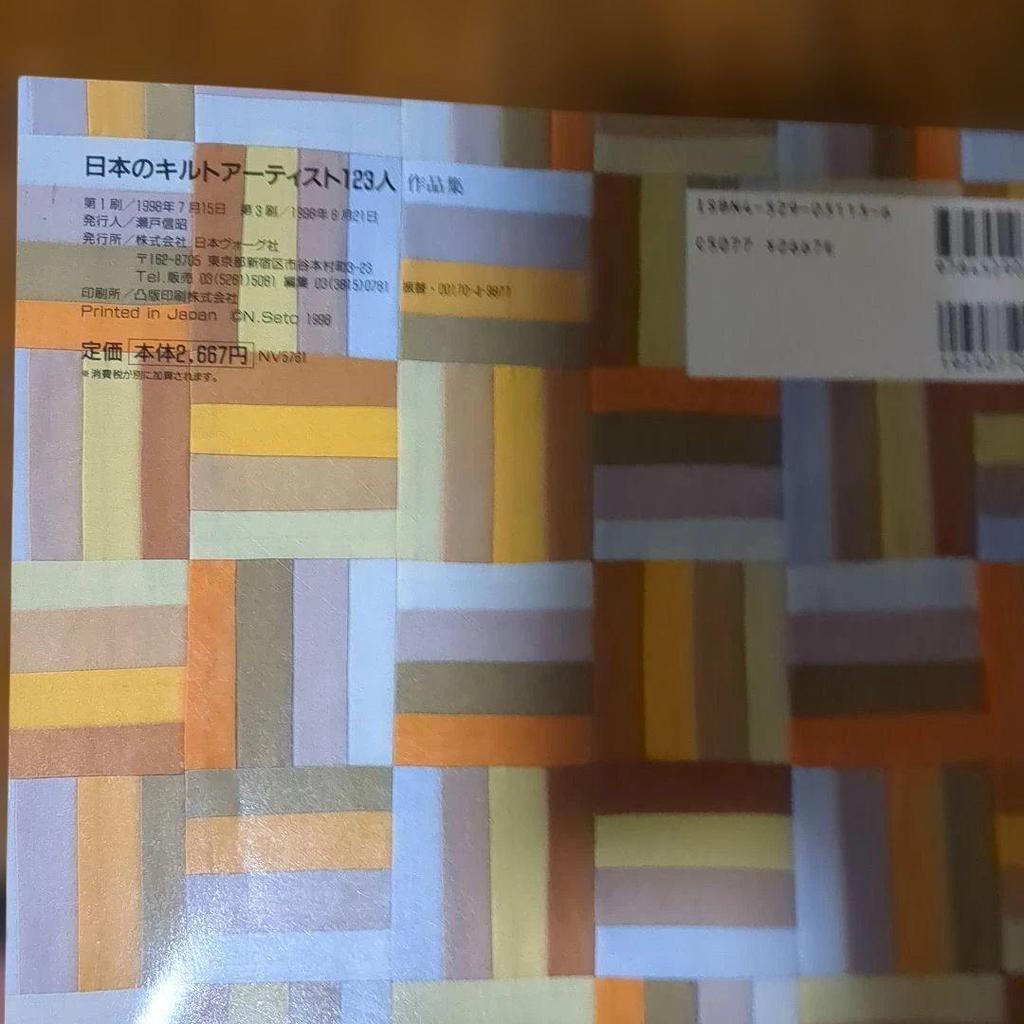 日本のキルトアーティスト123人 作品集
第1刷／1998年7月15日 第3刷／1998年8月21日
発行人／瀬戸信昭
発行所／株式会社 日本ヴォーグ社
〒162-8705 東京都新宿区市谷本村町3-23
Tel.販売 03(5261)5081 編集 03(3815)0781 振替・00170-4-9877
印刷所／凸版印刷株式会社
Printed in Japan ©N.Seto 1998
定価 本体2,667円 NV5761
※消費税が別に加算されます。
ISBN4-529-03115-